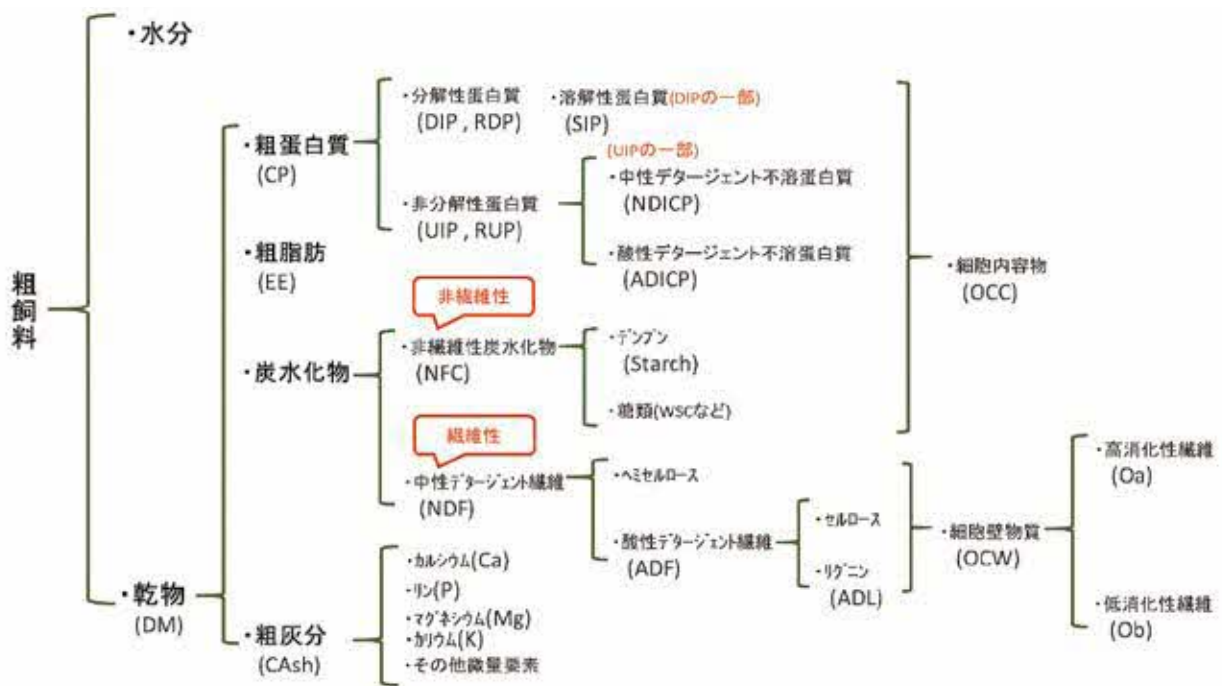 粗飼料
・水分
・乾物
(DM)
・粗蛋白質
(CP)
・粗脂肪
(EE)
・炭水化物
・粗灰分
(CAsh)
・分解性蛋白質
(DIP , RDP)
・溶解性蛋白質(DIPの一部)
(SIP)
・非分解性蛋白質
(UIP , RUP)
(UIPの一部)
・中性デタージェント不溶蛋白質
(NDICP)
・酸性デタージェント不溶蛋白質
(ADICP)
非繊維性
・非繊維性炭水化物
(NFC)
・デンプン
(Starch)
・糖類(WSCなど)
繊維性
・中性デタージェント繊維
(NDF)
・ヘミセルロース
・酸性デタージェント繊維
(ADF)
・セルロース
・リグニン
(ADL)
・カルシウム(Ca)
・リン(P)
・マグネシウム(Mg)
・カリウム(K)
・その他微量要素
・細胞内容物
(OCC)
・細胞壁物質
(OCW)
・高消化性繊維
(Oa)
・低消化性繊維
(Ob)